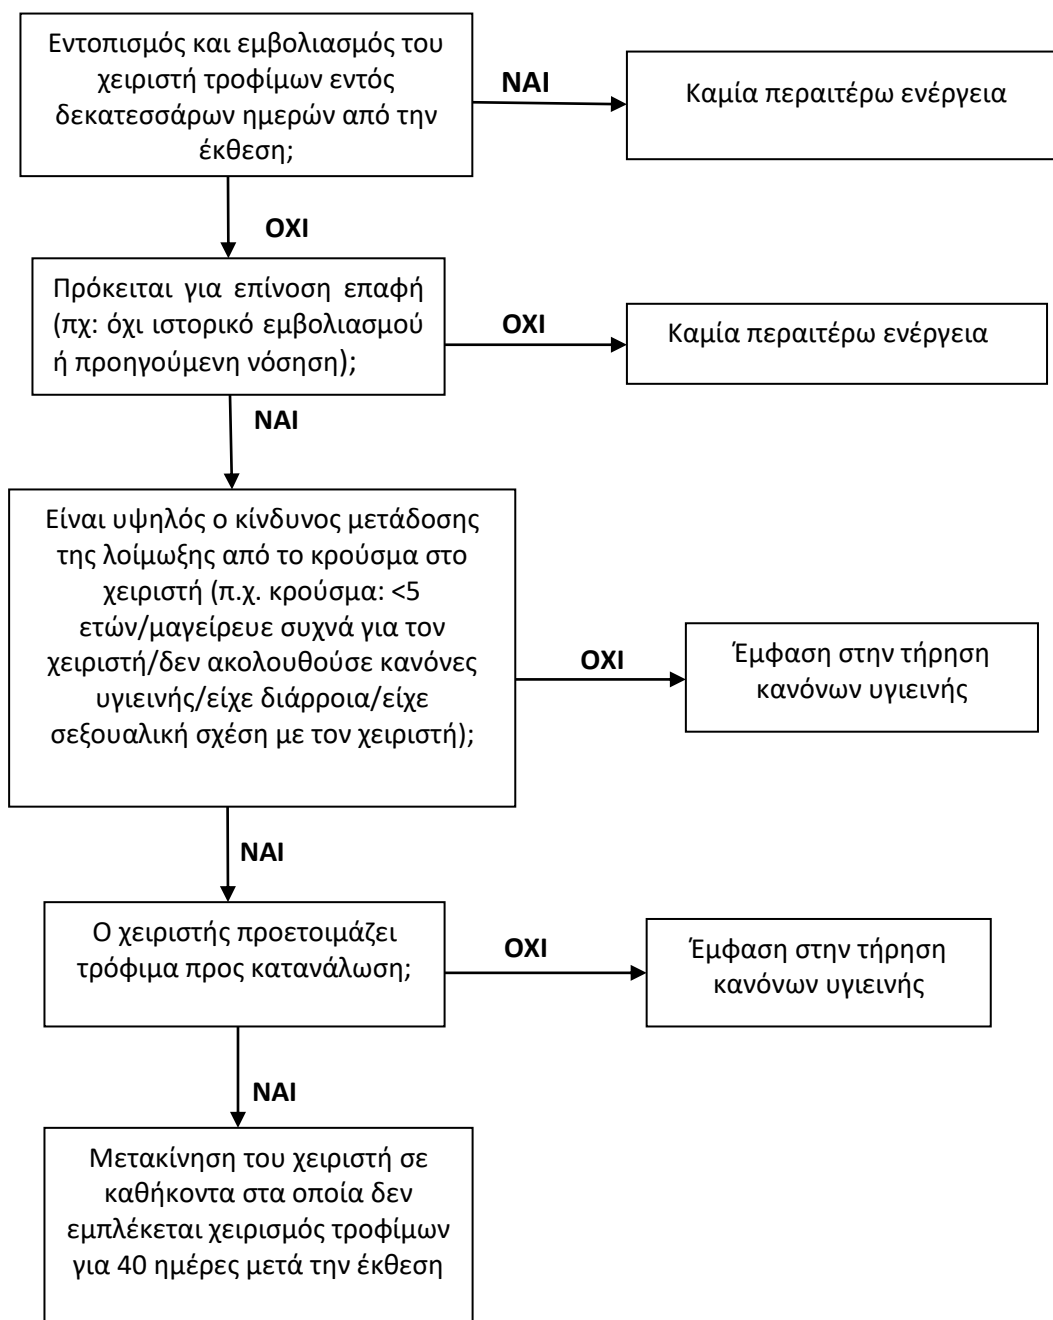 Εντοπισμός και εμβολιασμός του
χειριστή τροφίμων εντός
δεκατεσσάρων ημερών από την
έκθεση;
ΝΑΙ
Καμία περαιτέρω ενέργεια
ΟΧΙ
Πρόκειται για επίνοση επαφή
(πχ: όχι ιστορικό εμβολιασμού
ή προηγούμενη νόσηση);
ΟΧΙ
Καμία περαιτέρω ενέργεια
ΝΑΙ
Είναι υψηλός ο κίνδυνος μετάδοσης
της λοίμωξης από το κρούσμα στο
χειριστή (π.χ. κρούσμα: <5
ετών/μαγείρευε συχνά για τον
χειριστή/δεν ακολουθούσε κανόνες
υγιεινής/είχε διάρροια/είχε
σεξουαλική σχέση με τον χειριστή);
ΟΧΙ
Έμφαση στην τήρηση
κανόνων υγιεινής
ΝΑΙ
Ο χειριστής προετοιμάζει
τρόφιμα προς κατανάλωση;
ΟΧΙ
Έμφαση στην τήρηση
κανόνων υγιεινής
ΝΑΙ
Μετακίνηση του χειριστή σε
καθήκοντα στα οποία δεν
εμπλέκεται χειρισμός τροφίμων
για 40 ημέρες μετά την έκθεση